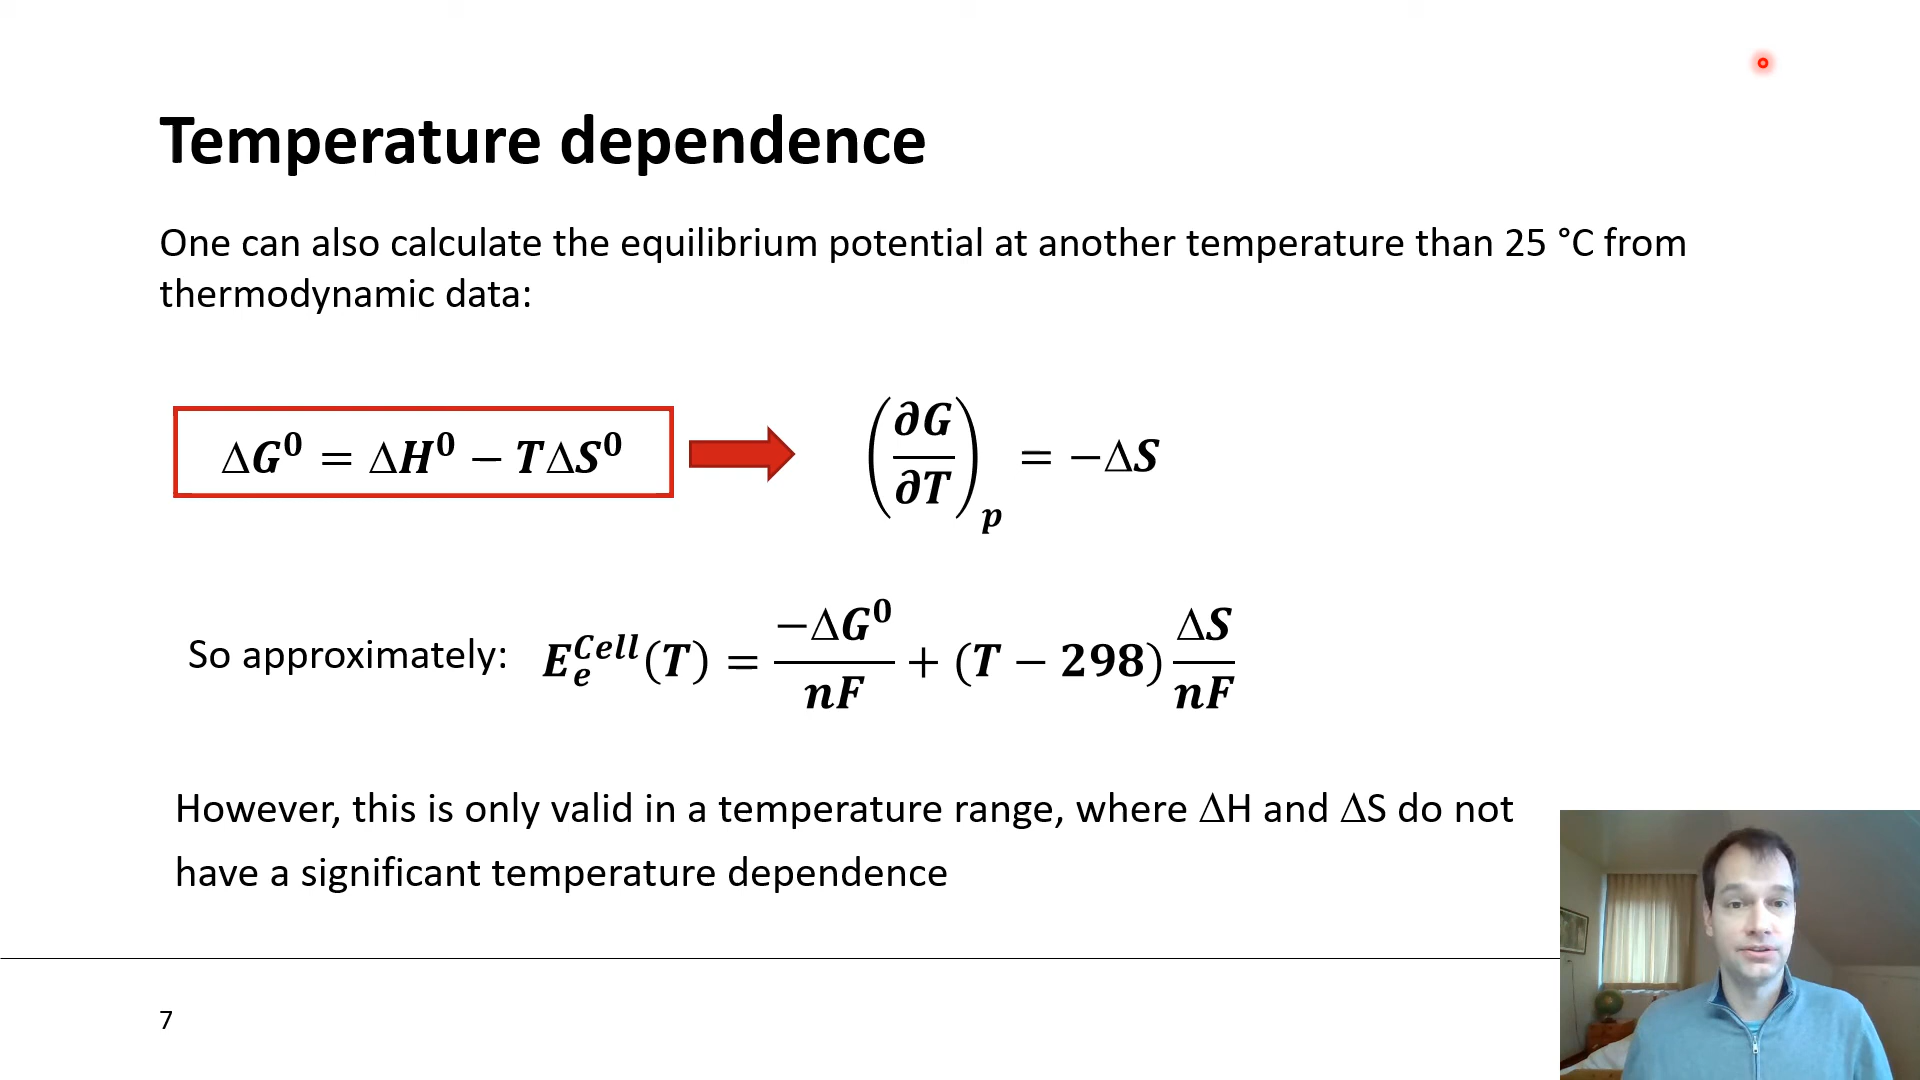 Temperature dependence
One can also calculate the equilibrium potential at another temperature than 25 °C from
thermodynamic data:
ΔG⁰ = ΔH⁰ − TΔS⁰
(∂G/∂T)ₚ = −ΔS
So approximately: E_e^Cell(T) = −ΔG⁰/nF + (T − 298) ΔS/nF
However, this is only valid in a temperature range, where ΔH and ΔS do not
have a significant temperature dependence
7